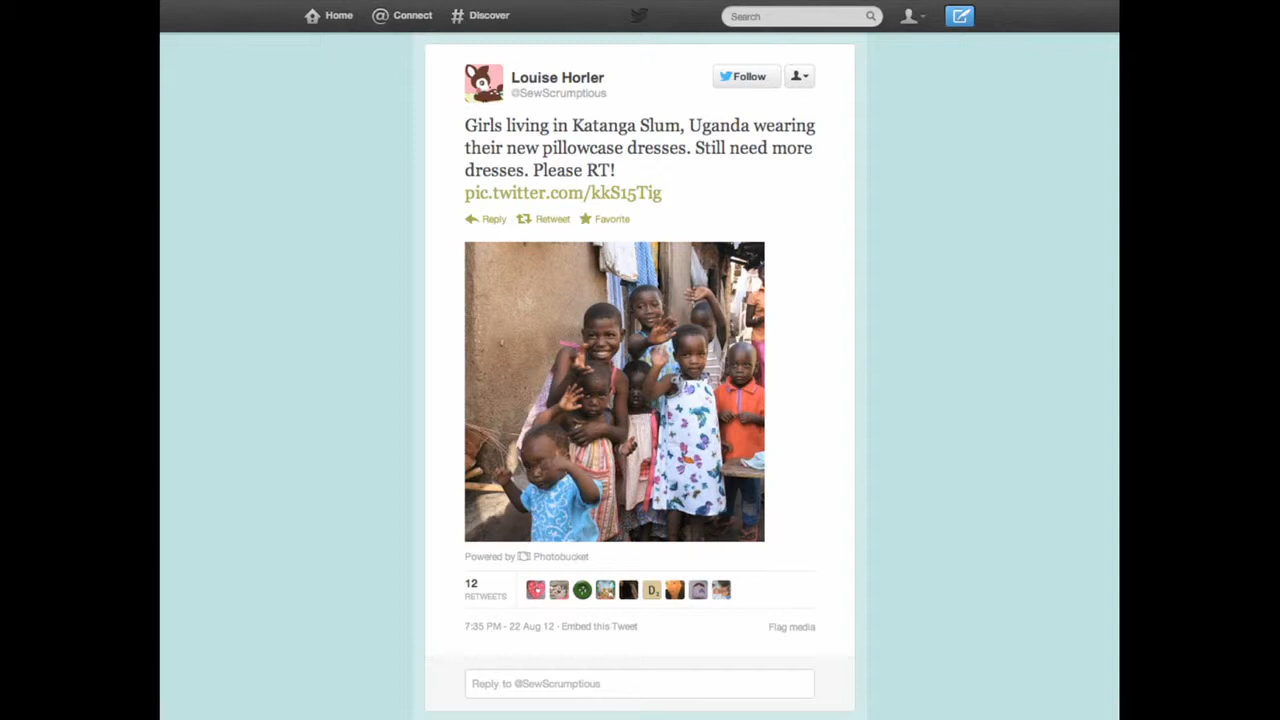 Home Connect Discover Search
Louise Horler
@SewScrumptious
Follow
Girls living in Katanga Slum, Uganda wearing
their new pillowcase dresses. Still need more
dresses. Please RT!
pic.twitter.com/kkS15Tig
Reply Retweet Favorite
Powered by Photobucket
12
RETWEETS
D.
7:35 PM - 22 Aug 12 · Embed this Tweet Flag media
Reply to @SewScrumptious